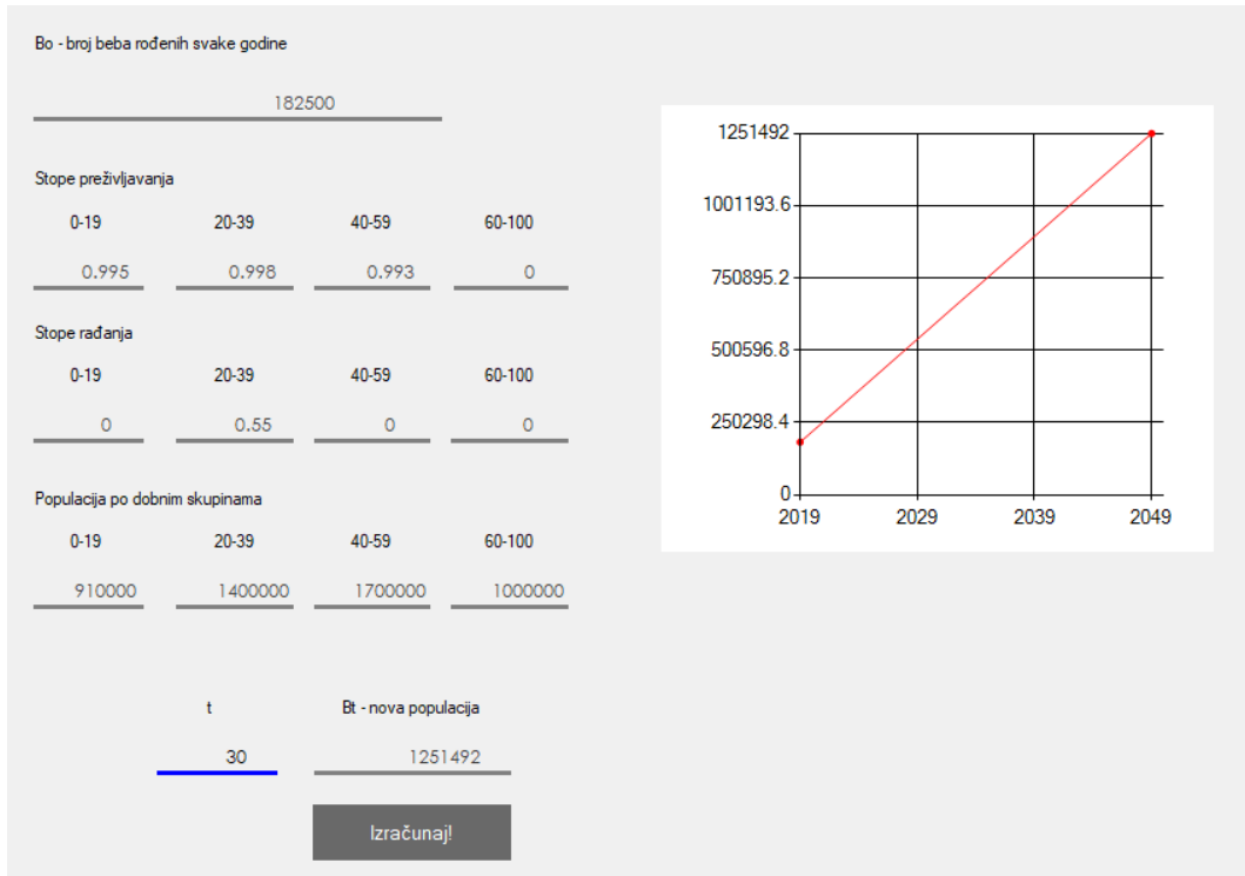 Bo - broj beba rođenih svake godine
182500
Stope preživljavanja
0-19 20-39 40-59 60-100
0.995 0.998 0.993 0
Stope rađanja
0-19 20-39 40-59 60-100
0 0.55 0 0
Populacija po dobnim skupinama
0-19 20-39 40-59 60-100
910000 1400000 1700000 1000000
t Bt - nova populacija
30 1251492
Izračunaj!
1251492
1001193.6
750895.2
500596.8
250298.4
0
2019 2029 2039 2049